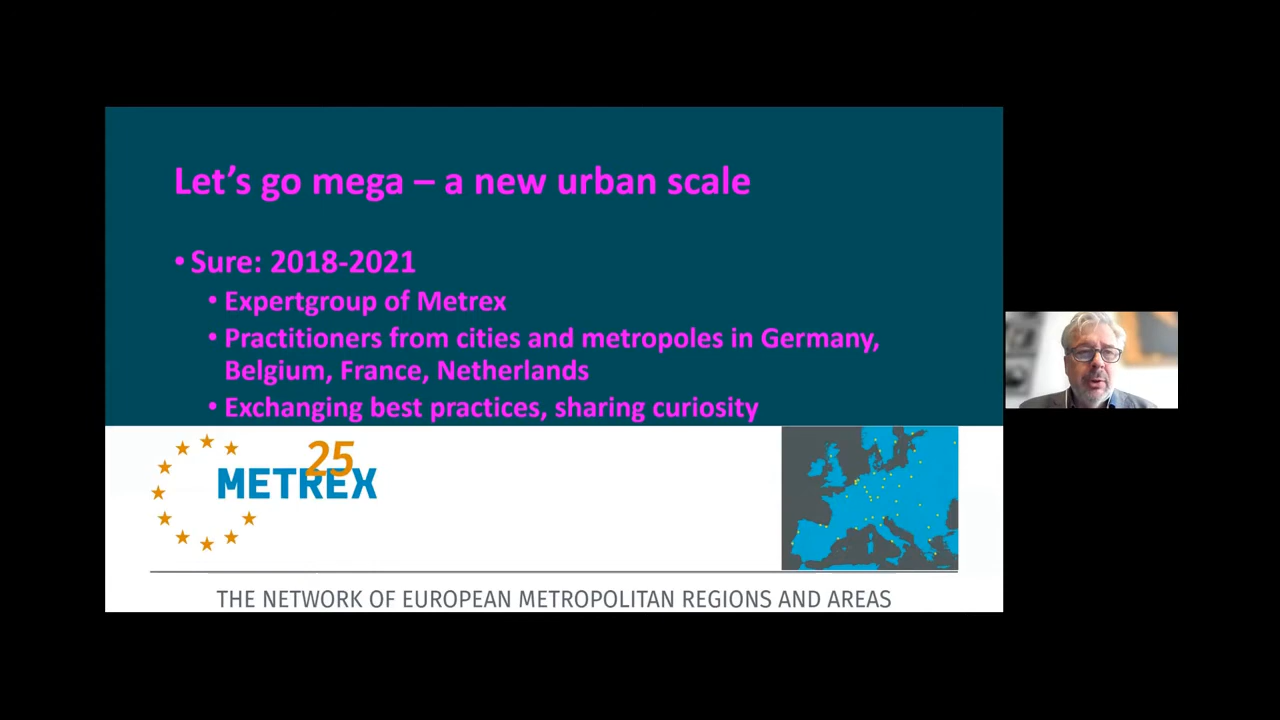 Let's go mega – a new urban scale
• Sure: 2018-2021
• Expertgroup of Metrex
• Practitioners from cities and metropoles in Germany,
Belgium, France, Netherlands
• Exchanging best practices, sharing curiosity
25
METREX
THE NETWORK OF EUROPEAN METROPOLITAN REGIONS AND AREAS